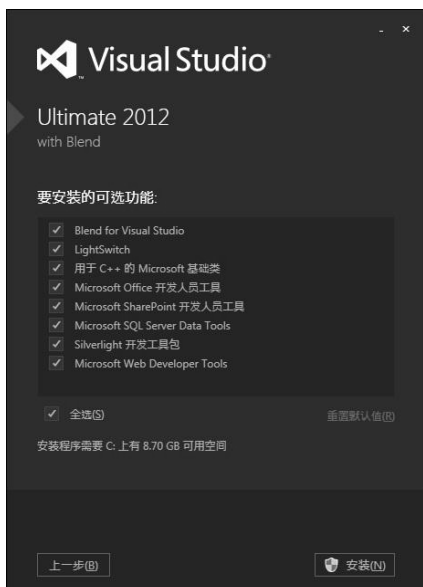 Visual Studio
Ultimate 2012
with Blend
要安装的可选功能:
Blend for Visual Studio
LightSwitch
用于 C++ 的 Microsoft 基础类
Microsoft Office 开发人员工具
Microsoft SharePoint 开发人员工具
Microsoft SQL Server Data Tools
Silverlight 开发工具包
Microsoft Web Developer Tools
全选(S) 重置默认值(R)
安装程序需要 C: 上有 8.70 GB 可用空间
上一步(B) 安装(N)